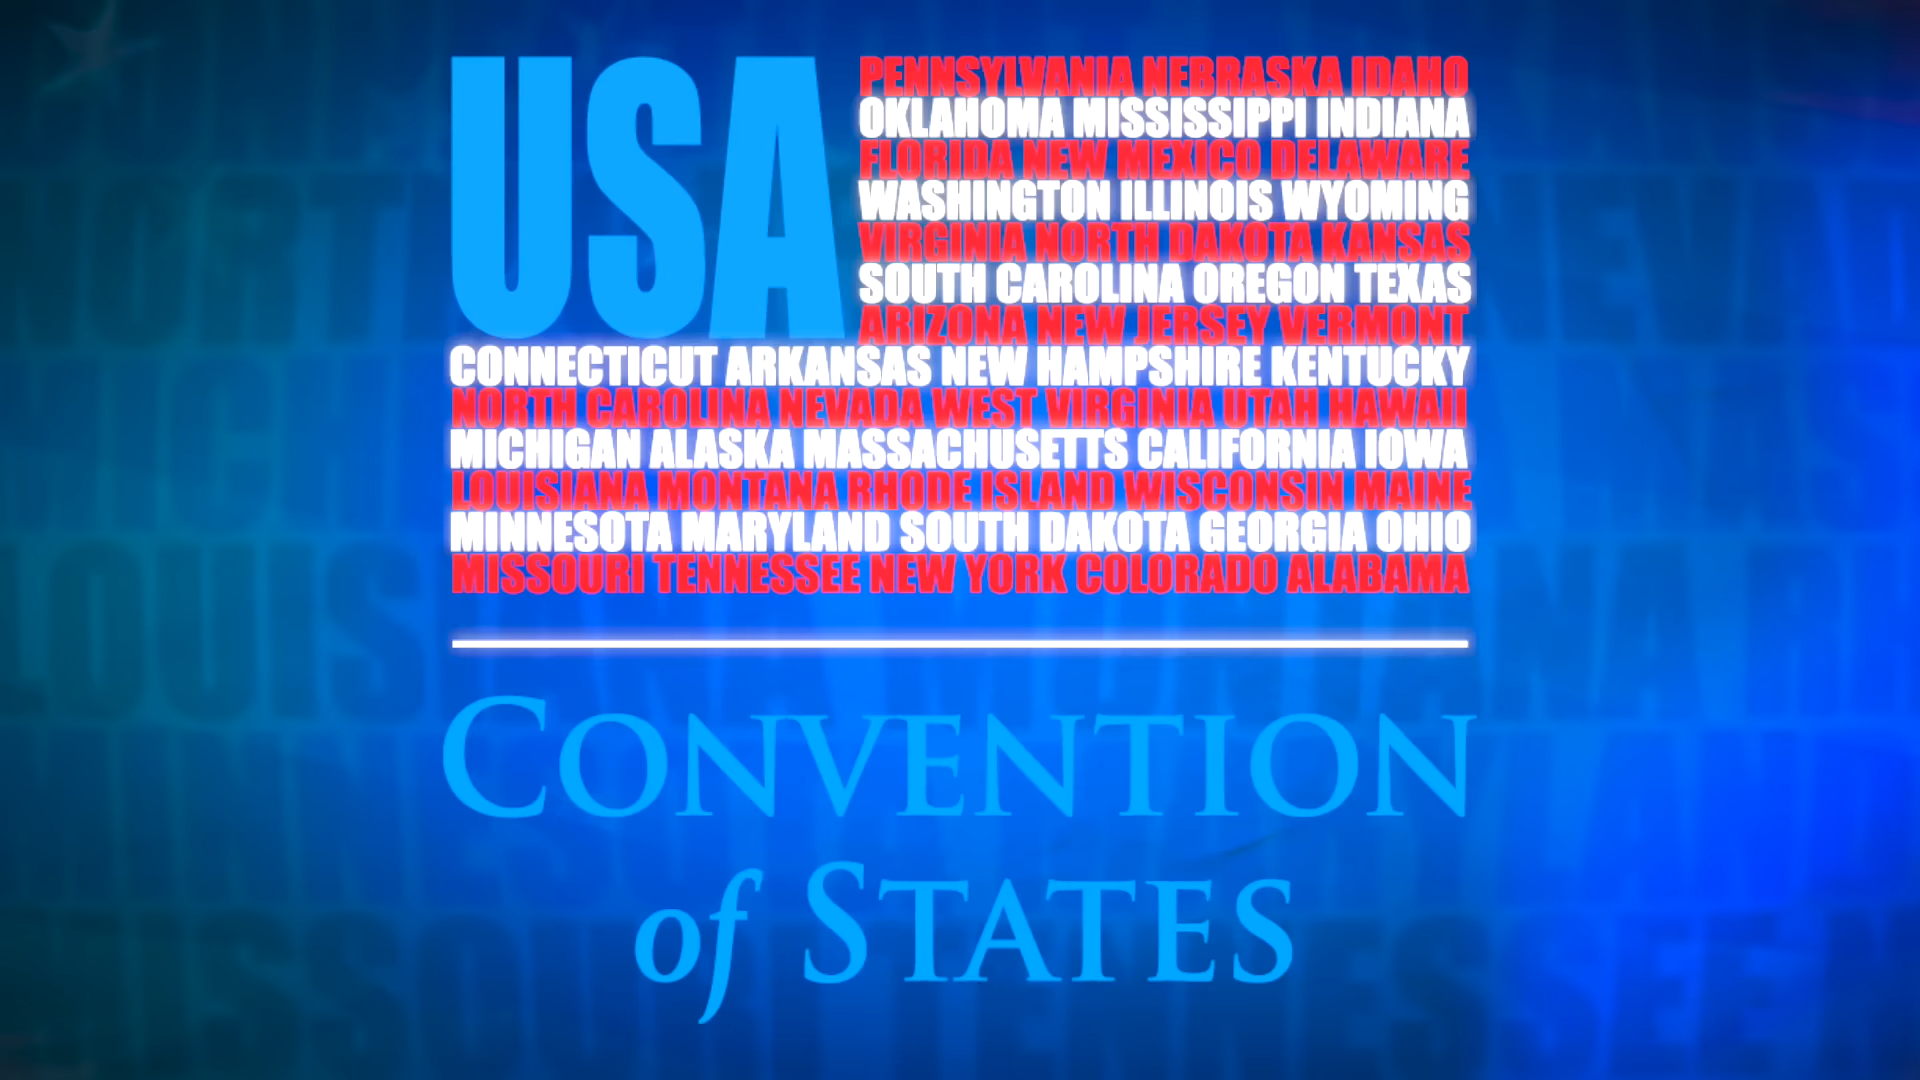 USA
PENNSYLVANIA NEBRASKA IDAHO
OKLAHOMA MISSISSIPPI INDIANA
FLORIDA NEW MEXICO DELAWARE
WASHINGTON ILLINOIS WYOMING
VIRGINIA NORTH DAKOTA KANSAS
SOUTH CAROLINA OREGON TEXAS
ARIZONA NEW JERSEY VERMONT
CONNECTICUT ARKANSAS NEW HAMPSHIRE KENTUCKY
NORTH CAROLINA NEVADA WEST VIRGINIA UTAH HAWAII
MICHIGAN ALASKA MASSACHUSETTS CALIFORNIA IOWA
LOUISIANA MONTANA RHODE ISLAND WISCONSIN MAINE
MINNESOTA MARYLAND SOUTH DAKOTA GEORGIA OHIO
MISSOURI TENNESSEE NEW YORK COLORADO ALABAMA
CONVENTION
of STATES